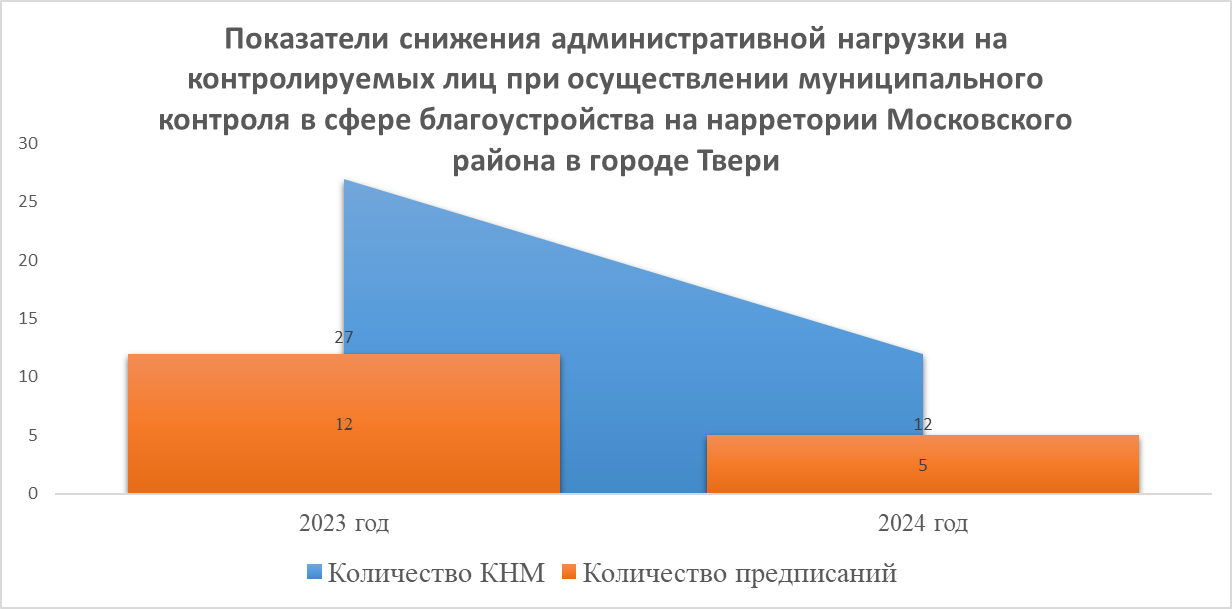 Показатели снижения административной нагрузки на
контролируемых лиц при осуществлении муниципального
контроля в сфере благоустройства на нарретории Московского
района в городе Твери
30
25
20
15
10
5
0
27
12
12
5
2023 год
2024 год
Количество КНМ
Количество предписаний